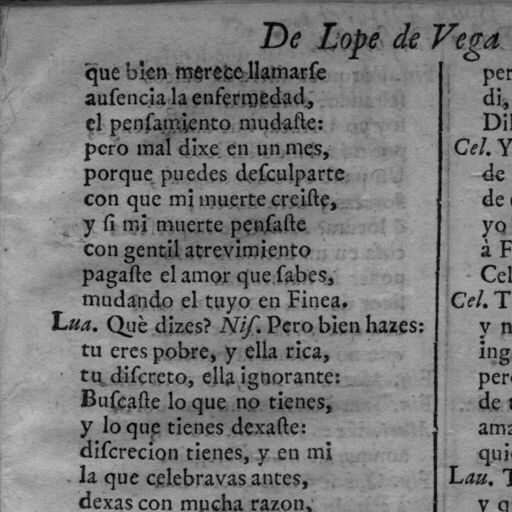 De Lope de Vega
que bien merece llamarſe
auſencia la enfermedad,
el penſamiento mudaſte:
pero mal dixe en un mes,
porque puedes deſculparte
con que mi muerte creiſte,
y ſi mi muerte penſaſte
con gentil atrevimiento
pagaſte el amor que ſabes,
mudando el tuyo en Finea.
Lua. Què dizes? Niſ. Pero bien hazes:
tu eres pobre, y ella rica,
tu diſcreto, ella ignorante:
Buſcaſte lo que no tienes,
y lo que tienes dexaſte:
diſcrecion tienes, y en mi
la que celebravas antes,
dexas con mucha razon,
per
di,
Dil
Cel. Y
de
de
yo
à F
Cel
Cel. T
y n
ing
per
de
ama
qui
Lau. T
y q